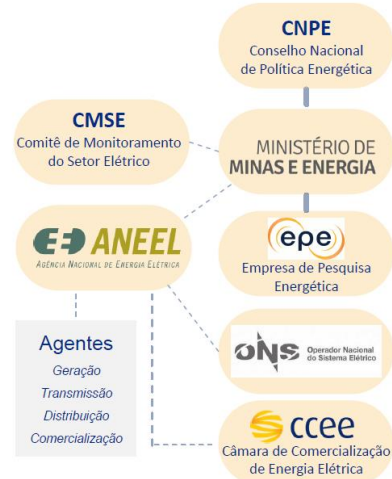 CNPE
Conselho Nacional
de Política Energética
CMSE
Comitê de Monitoramento
do Setor Elétrico
MINISTÉRIO DE
MINAS E ENERGIA
ANEEL
AGÊNCIA NACIONAL DE ENERGIA ELÉTRICA
epe
Empresa de Pesquisa
Energética
Agentes
Geração
Transmissão
Distribuição
Comercialização
ONS Operador Nacional
do Sistema Elétrico
ccee
Câmara de Comercialização
de Energia Elétrica